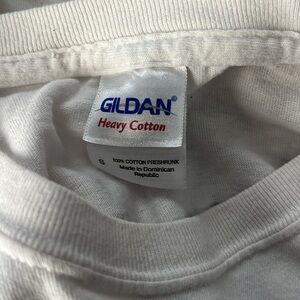 GILDAN®
Heavy Cotton
S 100% COTTON PRESHRUNK
Made in Dominican
Republic